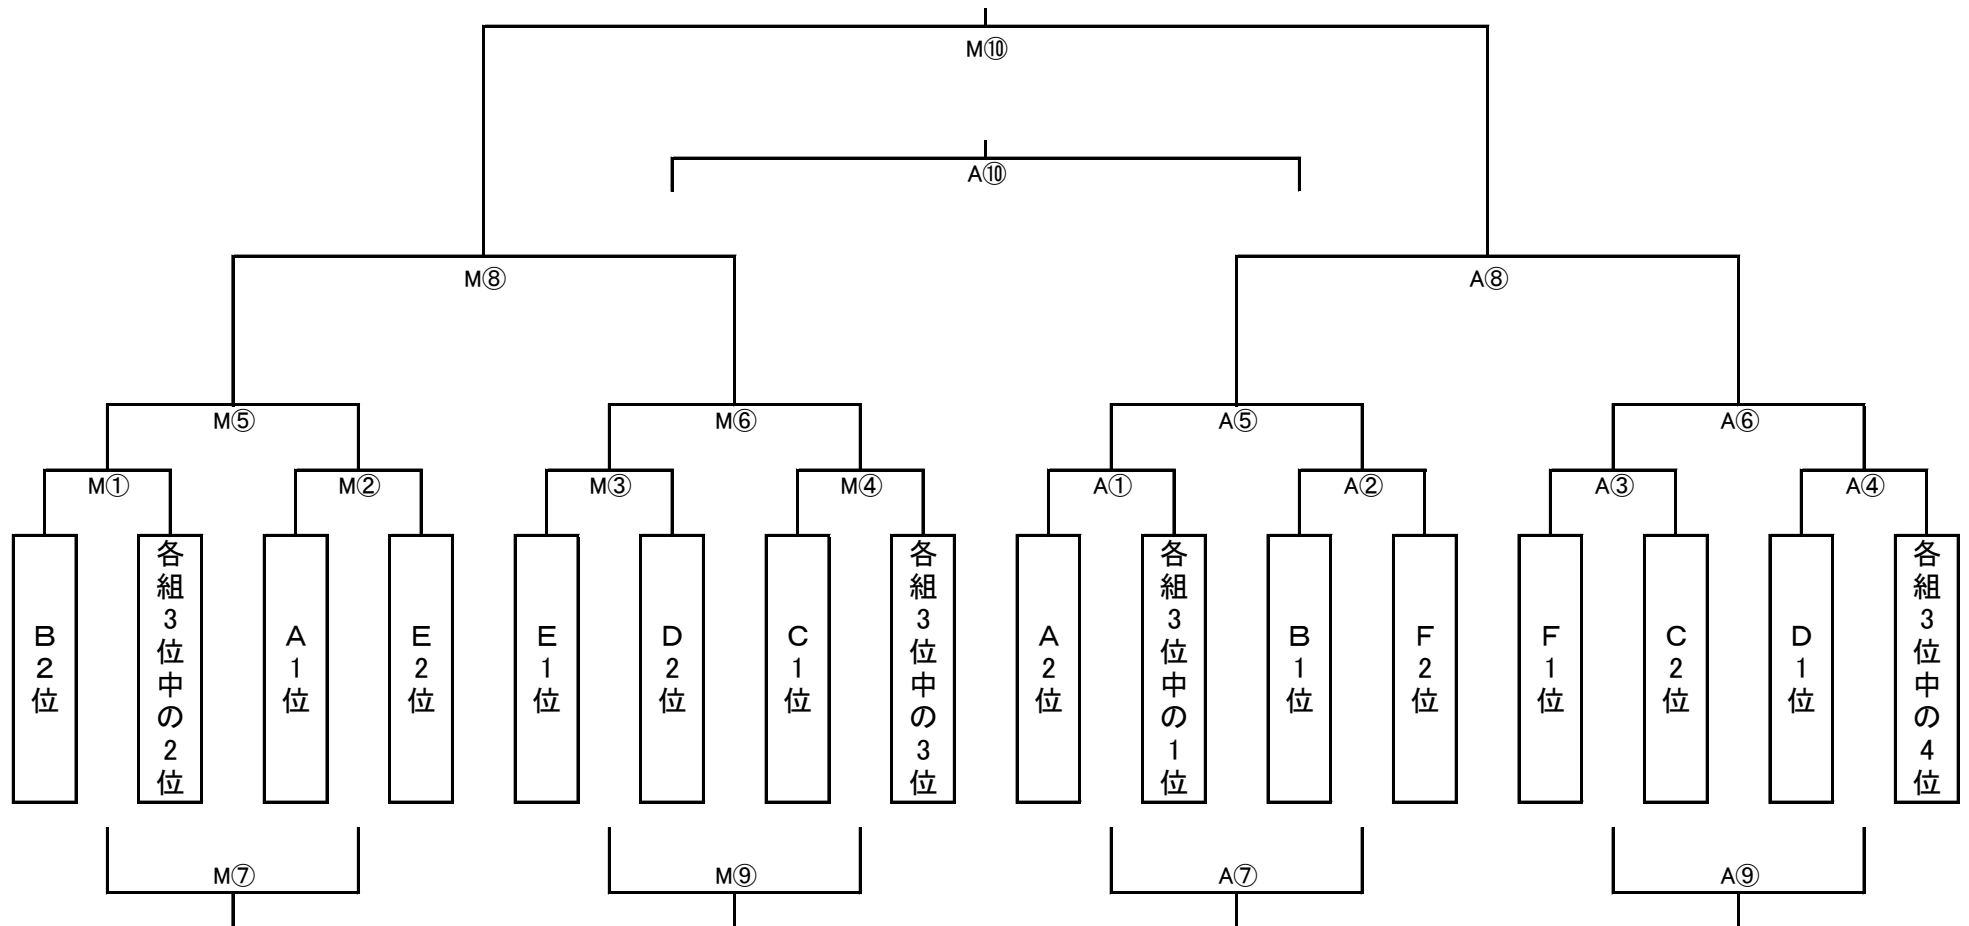 M⑩
A⑩
M⑧
A⑧
M⑤
M⑥
A⑤
A⑥
M①
M②
M③
M④
A①
A②
A③
A④
B2位
各組3位中の2位
A1位
E2位
E1位
D2位
C1位
各組3位中の3位
A2位
各組3位中の1位
B1位
F2位
F1位
C2位
D1位
各組3位中の4位
M⑦
M⑨
A⑦
A⑨